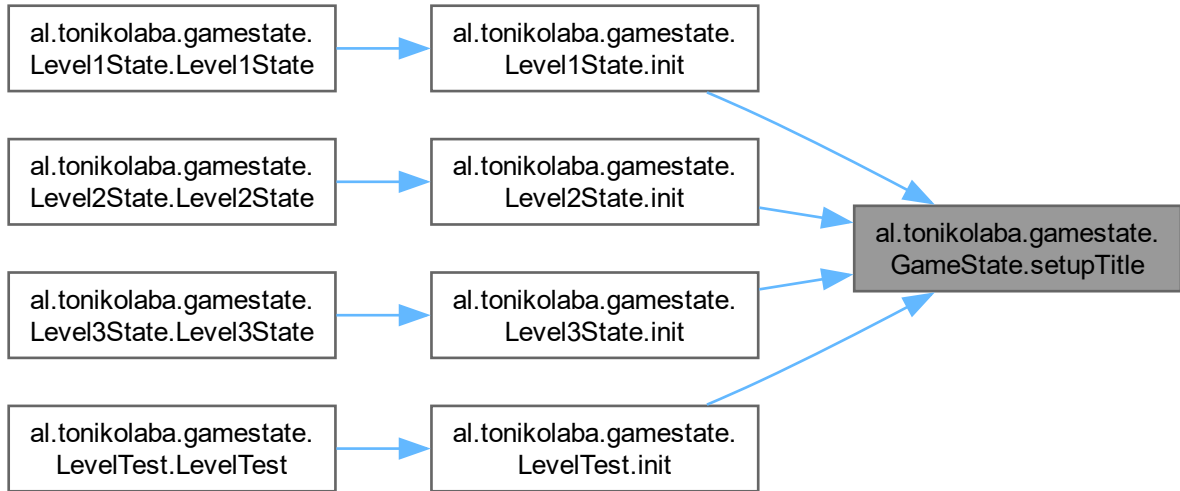 al.tonikolaba.gamestate.
Level1State.Level1State
al.tonikolaba.gamestate.
Level1State.init
al.tonikolaba.gamestate.
Level2State.Level2State
al.tonikolaba.gamestate.
Level2State.init
al.tonikolaba.gamestate.
GameState.setupTitle
al.tonikolaba.gamestate.
Level3State.Level3State
al.tonikolaba.gamestate.
Level3State.init
al.tonikolaba.gamestate.
LevelTest.LevelTest
al.tonikolaba.gamestate.
LevelTest.init